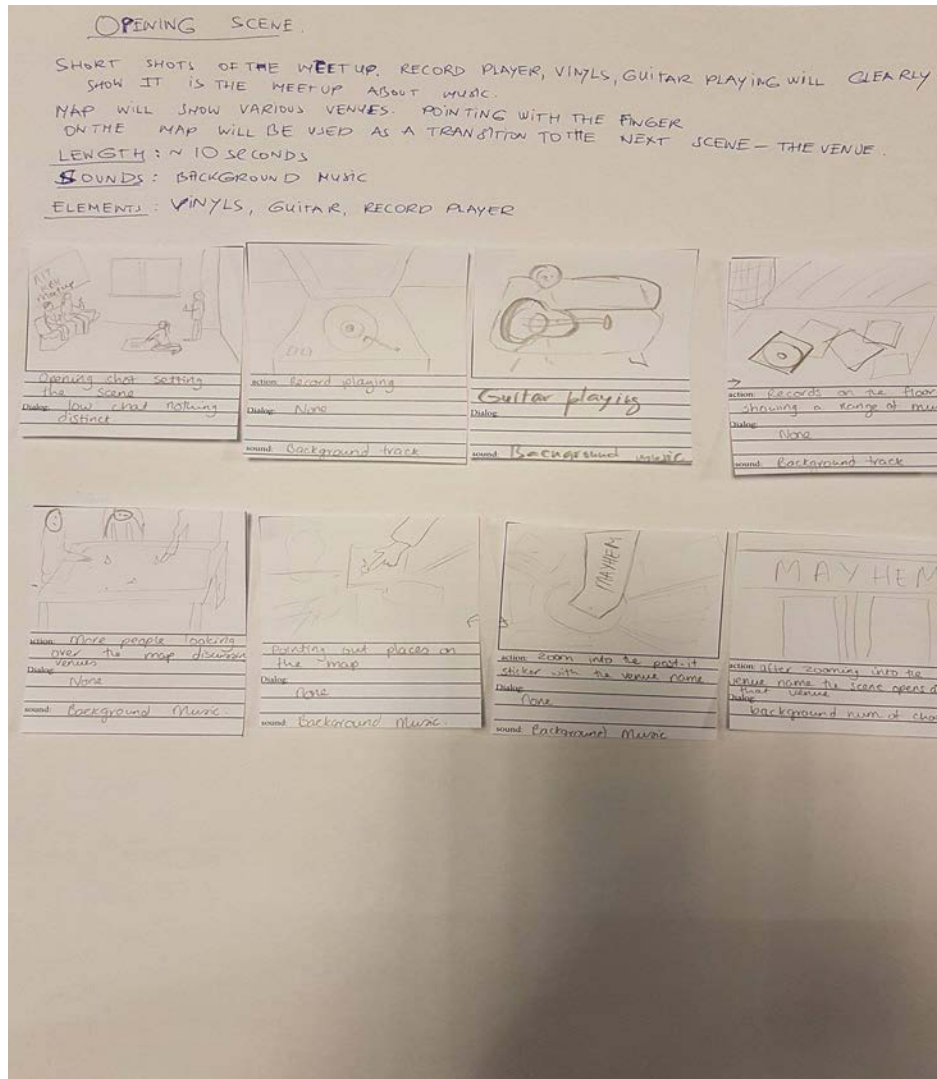 OPENING SCENE.
SHORT SHOTS OF THE MEET UP. RECORD PLAYER, VINYLS, GUITAR PLAYING WILL CLEARLY
SHOW IT IS THE MEETUP ABOUT MUSIC.
MAP WILL SHOW VARIOUS VENUES. POINTING WITH THE FINGER
ON THE MAP WILL BE USED AS A TRANSITION TO THE NEXT SCENE – THE VENUE.
LENGTH: ~ 10 SECONDS
SOUNDS: BACKGROUND MUSIC
ELEMENTS: VINYLS, GUITAR, RECORD PLAYER
Meetup
Opening shot setting
the scene
Dialog: low chat nothing
distinct
action: Record playing
Dialog: None
sound: Background track
Guitar playing
Dialog:
sound: Background music
action: Records on the floor
showing a range of mu
Dialog:
None
sound: Background track
action: More people looking
over the map discussin
venues
None
sound: Background Music.
Pointing out places on
the map
Dialog:
None
sound: Background Music.
MAYHEM
action: Zoom into the post-it
sticker with the venue name
Dialog:
None
sound: Background Music
MAYHEM
action: after zooming into the
venue name the scene opens a
that venue
Dialog:
background hum of cha